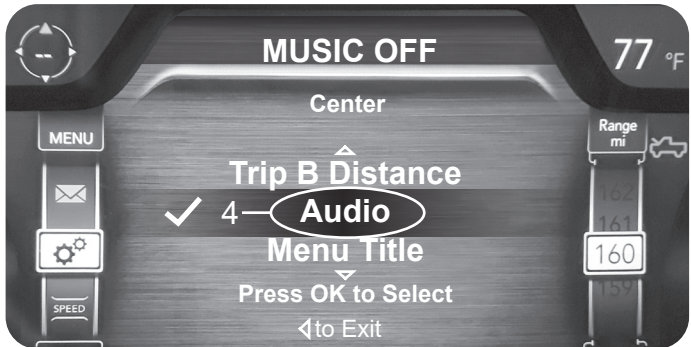 MUSIC OFF
77 °F
--
Center
MENU
Range
mi
Trip B Distance
162
4 Audio
161
Menu Title
160
159
SPEED
Press OK to Select
to Exit